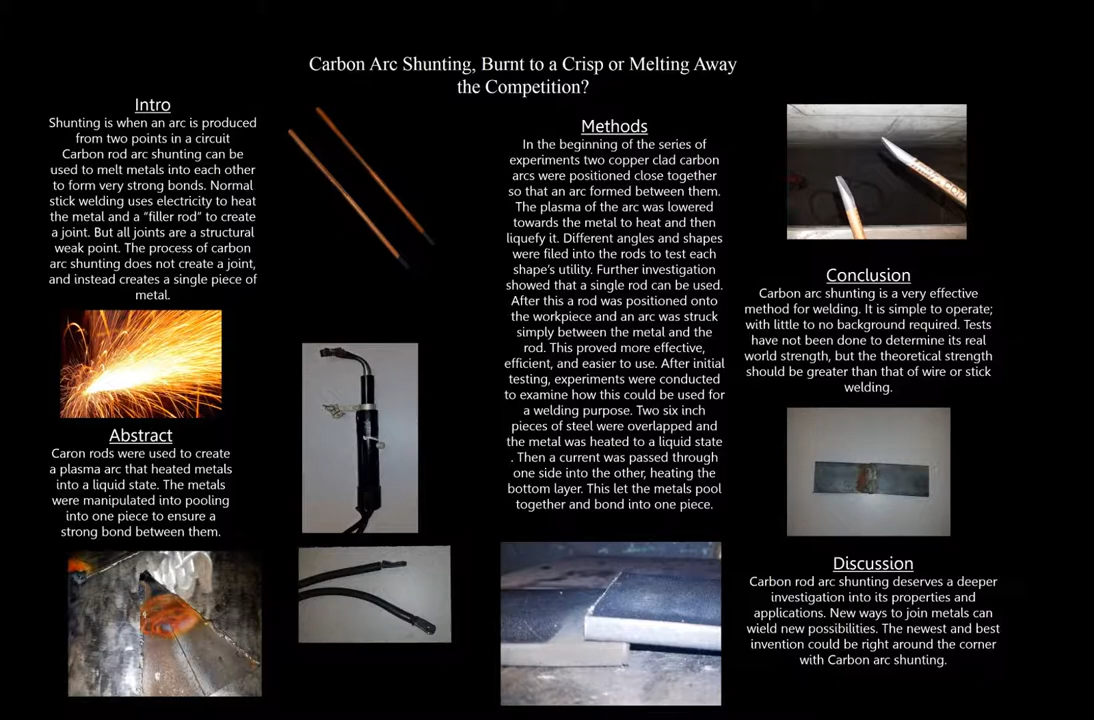 Carbon Arc Shunting, Burnt to a Crisp or Melting Away
the Competition?
Intro
Shunting is when an arc is produced
from two points in a circuit
Carbon rod arc shunting can be
used to melt metals into each other
to form very strong bonds. Normal
stick welding uses electricity to heat
the metal and a “filler rod” to create
a joint. But all joints are a structural
weak point. The process of carbon
arc shunting does not create a joint,
and instead creates a single piece of
metal.
Abstract
Caron rods were used to create
a plasma arc that heated metals
into a liquid state. The metals
were manipulated into pooling
into one piece to ensure a
strong bond between them.
Methods
In the beginning of the series of
experiments two copper clad carbon
arcs were positioned close together
so that an arc formed between them.
The plasma of the arc was lowered
towards the metal to heat and then
liquefy it. Different angles and shapes
were filed into the rods to test each
shape’s utility. Further investigation
showed that a single rod can be used.
After this a rod was positioned onto
the workpiece and an arc was struck
simply between the metal and the
rod. This proved more effective,
efficient, and easier to use. After initial
testing, experiments were conducted
to examine how this could be used for
a welding purpose. Two six inch
pieces of steel were overlapped and
the metal was heated to a liquid state
. Then a current was passed through
one side into the other, heating the
bottom layer. This let the metals pool
together and bond into one piece.
Conclusion
Carbon arc shunting is a very effective
method for welding. It is simple to operate;
with little to no background required. Tests
have not been done to determine its real
world strength, but the theoretical strength
should be greater than that of wire or stick
welding.
Discussion
Carbon rod arc shunting deserves a deeper
investigation into its properties and
applications. New ways to join metals can
wield new possibilities. The newest and best
invention could be right around the corner
with Carbon arc shunting.